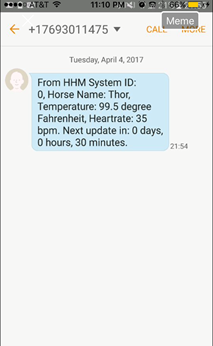 AT&T 11:10 PM 56%
Meme
+17693011475 CALL MORE
Tuesday, April 4, 2017
From HHM System ID:
0, Horse Name: Thor,
Temperature: 99.5 degree
Fahrenheit, Heartrate: 35
bpm. Next update in: 0 days,
0 hours, 30 minutes.
21:54